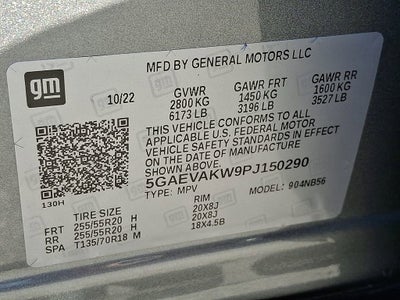 gm
MFD BY GENERAL MOTORS LLC
10/22
GVWR GAWR FRT GAWR RR
2800 KG 1450 KG 1600 KG
6173 LB 3196 LB 3527 LB
THIS VEHICLE CONFORMS TO ALL
APPLICABLE U.S. FEDERAL MOTOR
VEHICLE SAFETY STANDARDS IN EFFECT
ON THE DATE OF MANUFACTURE
SHOWN ABOVE.
5GAEVAKW9PJ150290
TYPE: MPV MODEL: 904NB56
130H
TIRE SIZE RIM
FRT 255/55R20 H 20X8J
RR 255/55R20 H 20X8J
SPA T135/70R18 M 18X4.5B